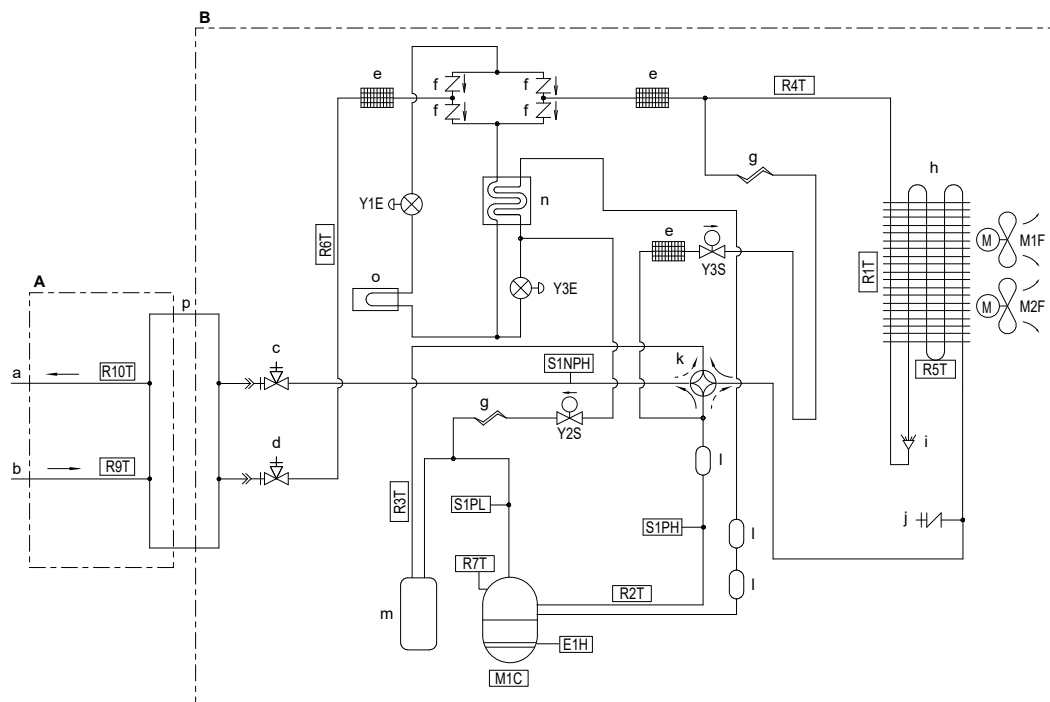 B
e
f
f
e
R4T
f
f
g
h
Y1E
n
R6T
e
R1T
M
M1F
Y3S
A
o
Y3E
M
M2F
p
c
S1NPH
k
R5T
a
R10T
g
Y2S
i
b
R9T
d
l
R3T
S1PL
S1PH
j
l
R7T
R2T
l
m
E1H
M1C